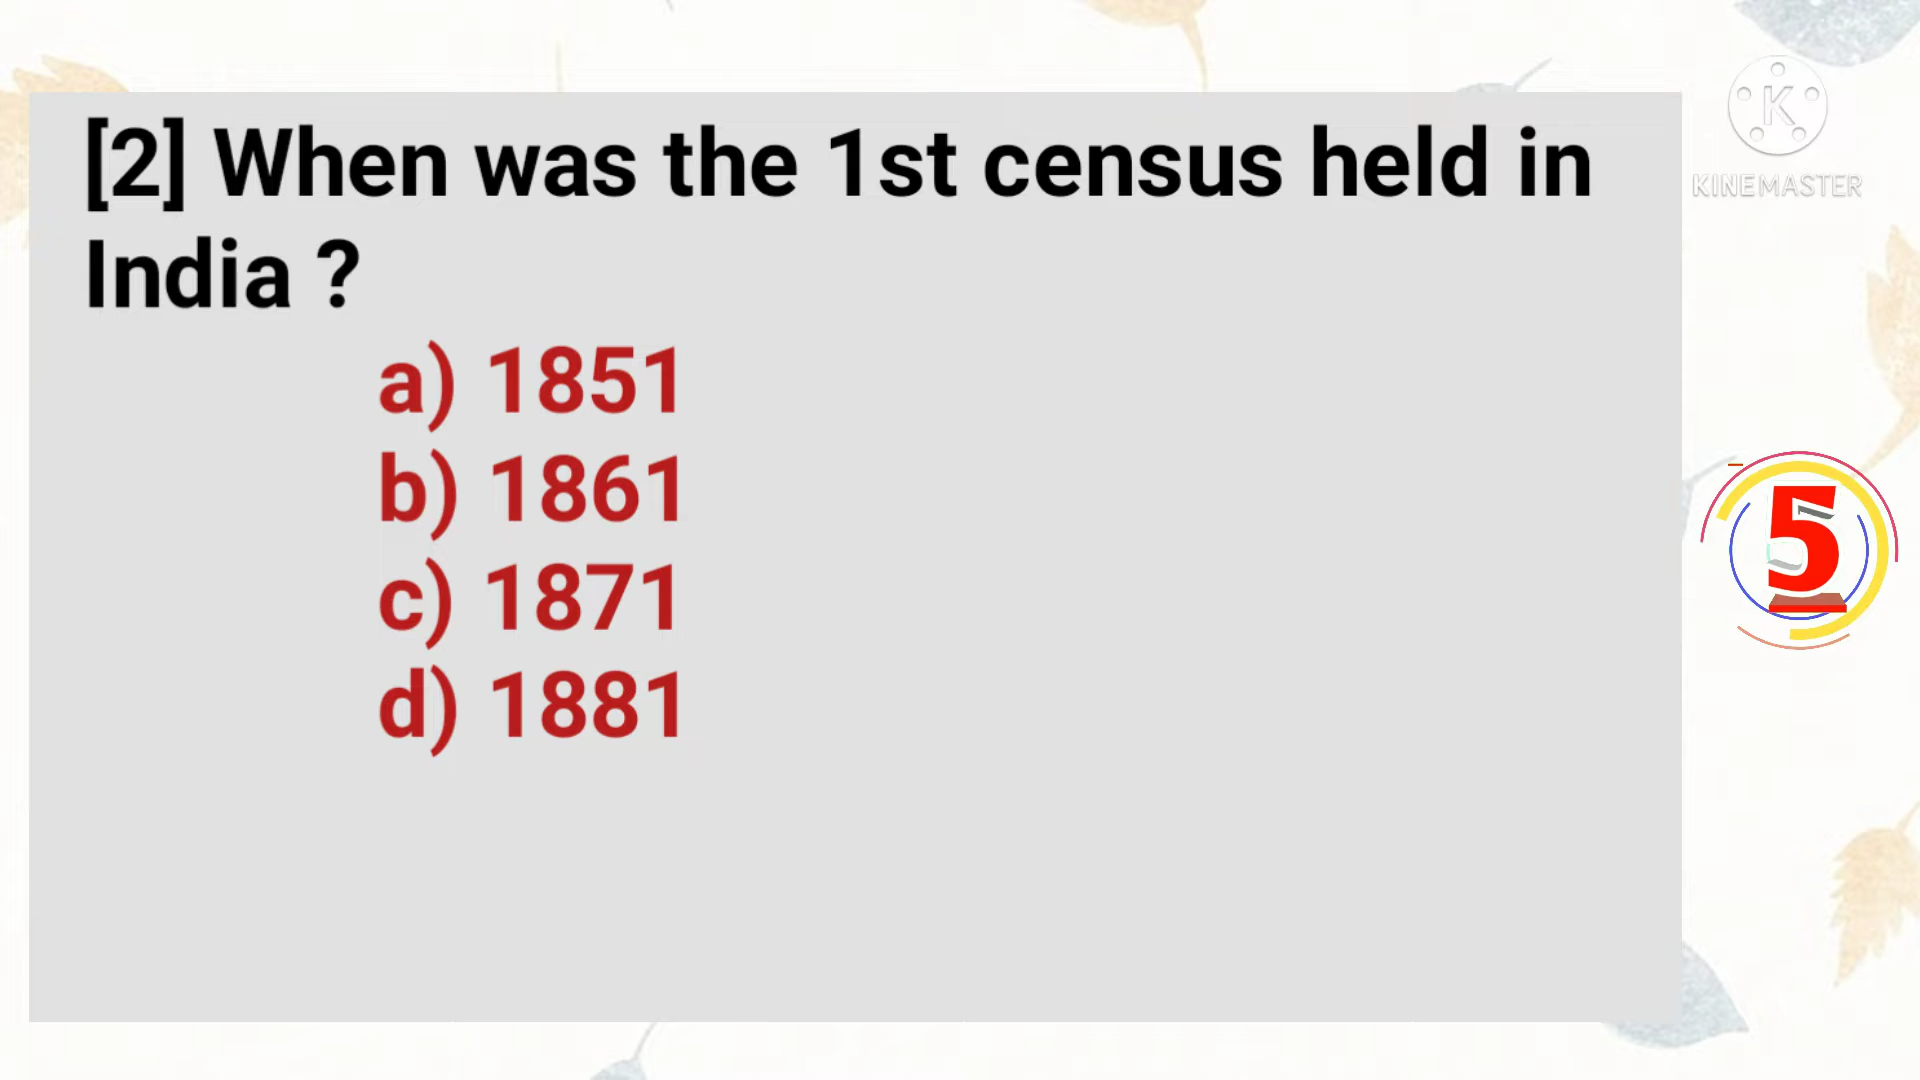 [2] When was the 1st census held in
India ?
a) 1851
b) 1861
c) 1871
d) 1881
K
KINEMASTER
5